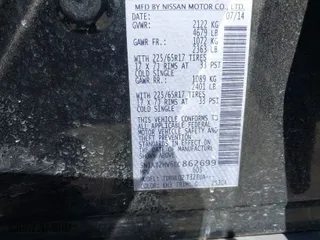 MFD BY NISSAN MOTOR CO., LTD.
DATE: 07/14
GVWR: 2122 KG
4679 LB
GAWR FR: 1072 KG
2363 LB
WITH 225/65R17 TIRES
17 X 7J RIMS AT 33 PSI
COLD SINGLE
GAWR RR: 1089 KG
2401 LB
WITH 225/65R17 TIRES
17 X 7J RIMS AT 33 PSI
COLD SINGLE
THIS VEHICLE CONFORMS TO
ALL APPLICABLE FEDERAL
MOTOR VEHICLE SAFETY
STANDARDS IN EFFECT ON
THE DATE OF MANUFACTURE
SHOWN ABOVE.
862699
COLOR: TRIM: